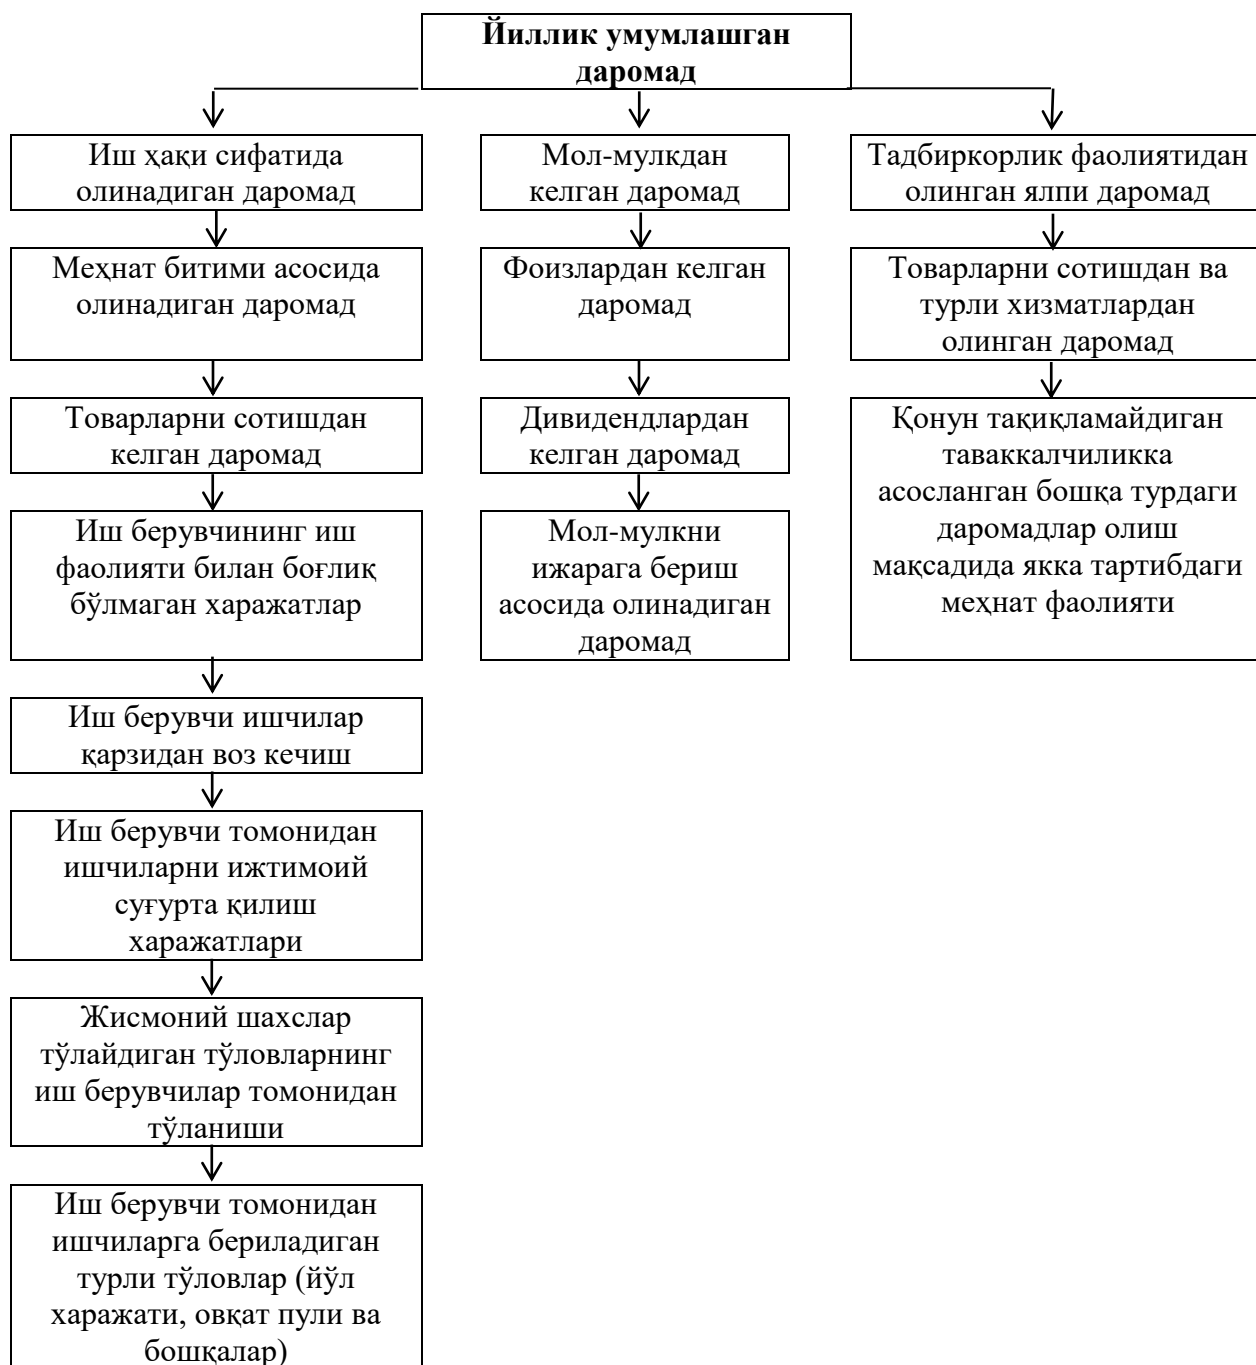 Йиллик умумлашган
даромад
Иш ҳақи сифатида
олинадиган даромад
Меҳнат битими асосида
олинадиган даромад
Товарларни сотишдан
келган даромад
Иш берувчининг иш
фаолияти билан боғлиқ
бўлмаган харажатлар
Иш берувчи ишчилар
қарзидан воз кечиш
Иш берувчи томонидан
ишчиларни ижтимоий
суғурта қилиш
харажатлари
Жисмоний шахслар
тўлайдиган тўловларнинг
иш берувчилар томонидан
тўланиши
Иш берувчи томонидан
ишчиларга бериладиган
турли тўловлар (йўл
харажати, овқат пули ва
бошқалар)
Мол-мулкдан
келган даромад
Фоизлардан келган
даромад
Дивидендлардан
келган даромад
Мол-мулкни
ижарага бериш
асосида олинадиган
даромад
Тадбиркорлик фаолиятидан
олинган ялпи даромад
Товарларни сотишдан ва
турли хизматлардан
олинган даромад
Қонун тақиқламайдиган
таваккалчиликка
асосланган бошқа турдаги
даромадлар олиш
мақсадида якка тартибдаги
меҳнат фаолияти